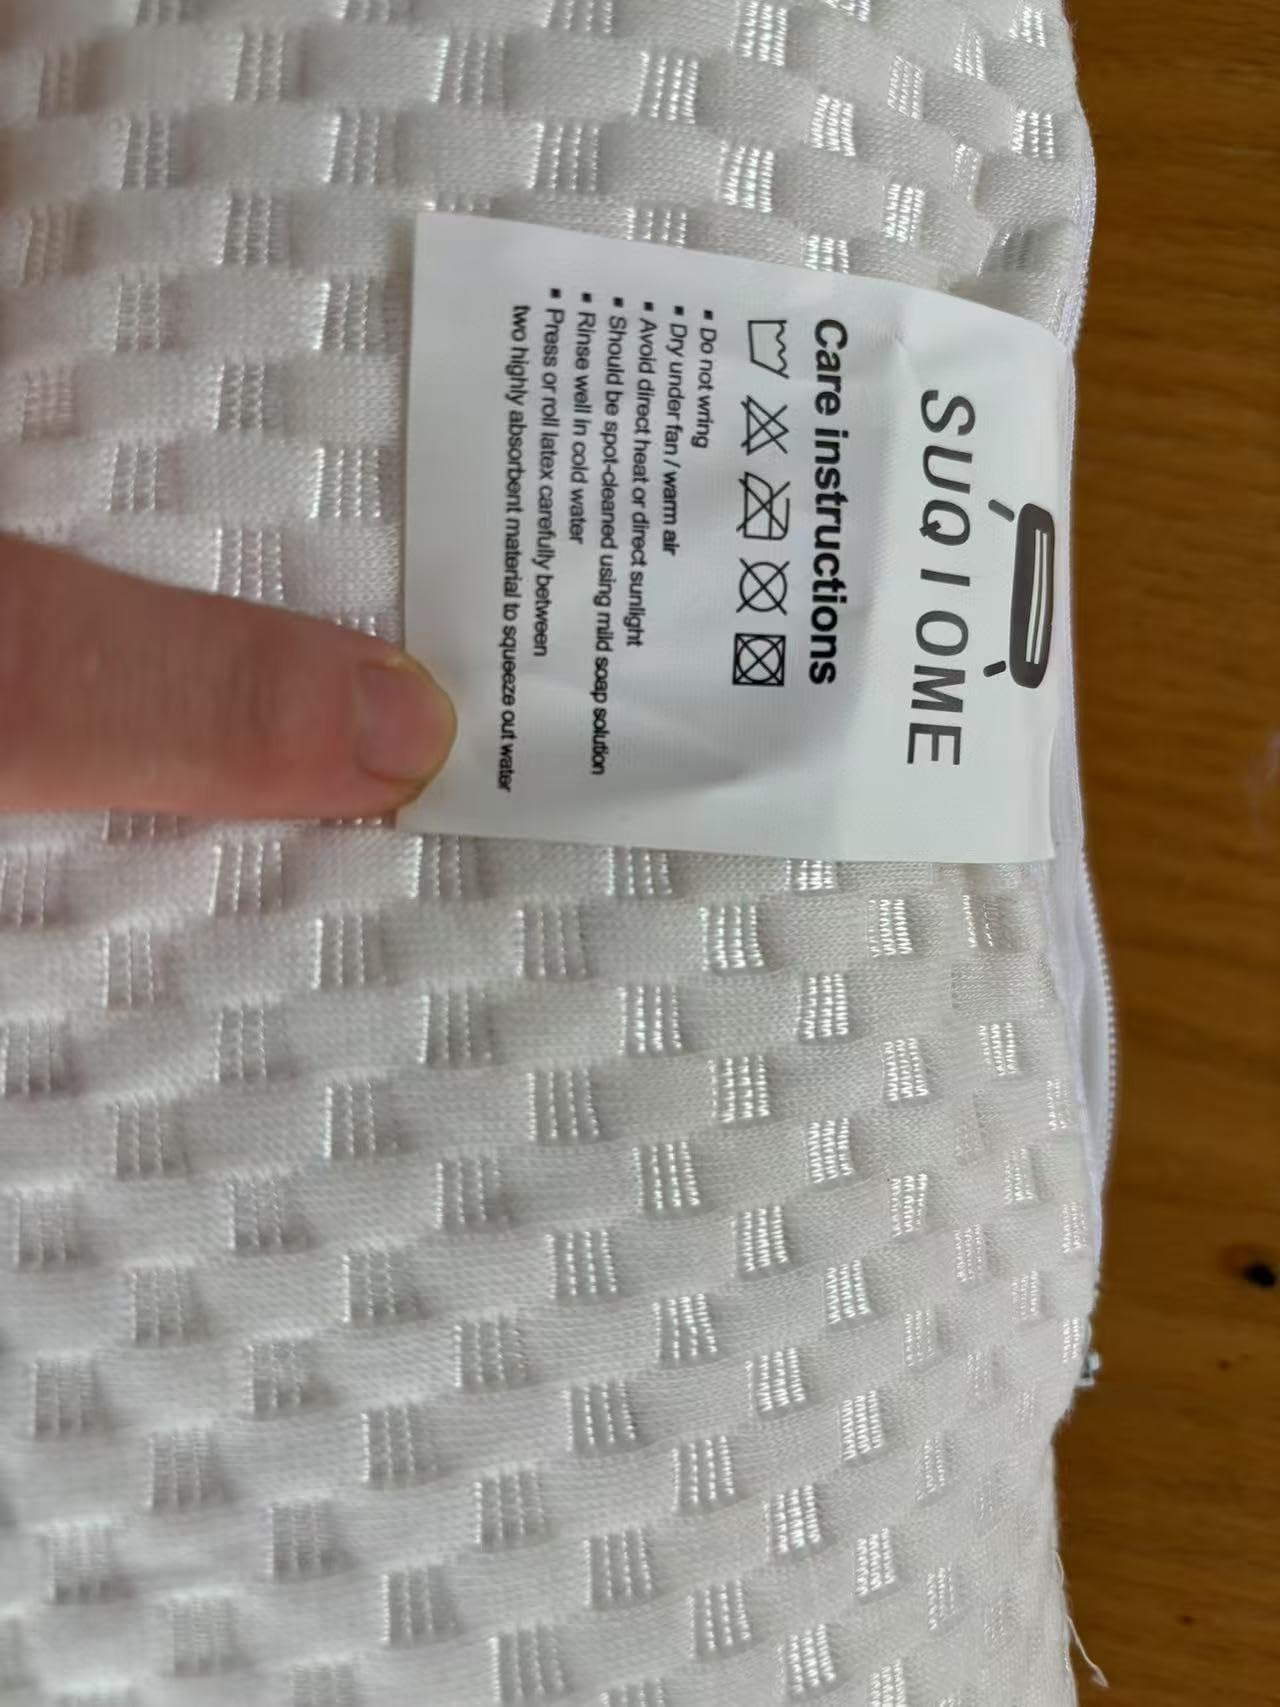 SUQIOME
Care instructions
▪ Do not wring
▪ Dry under fan / warm air
▪ Avoid direct heat or direct sunlight
▪ Should be spot-cleaned using mild soap solution
▪ Rinse well in cold water
▪ Press or roll latex carefully between
two highly absorbent material to squeeze out water